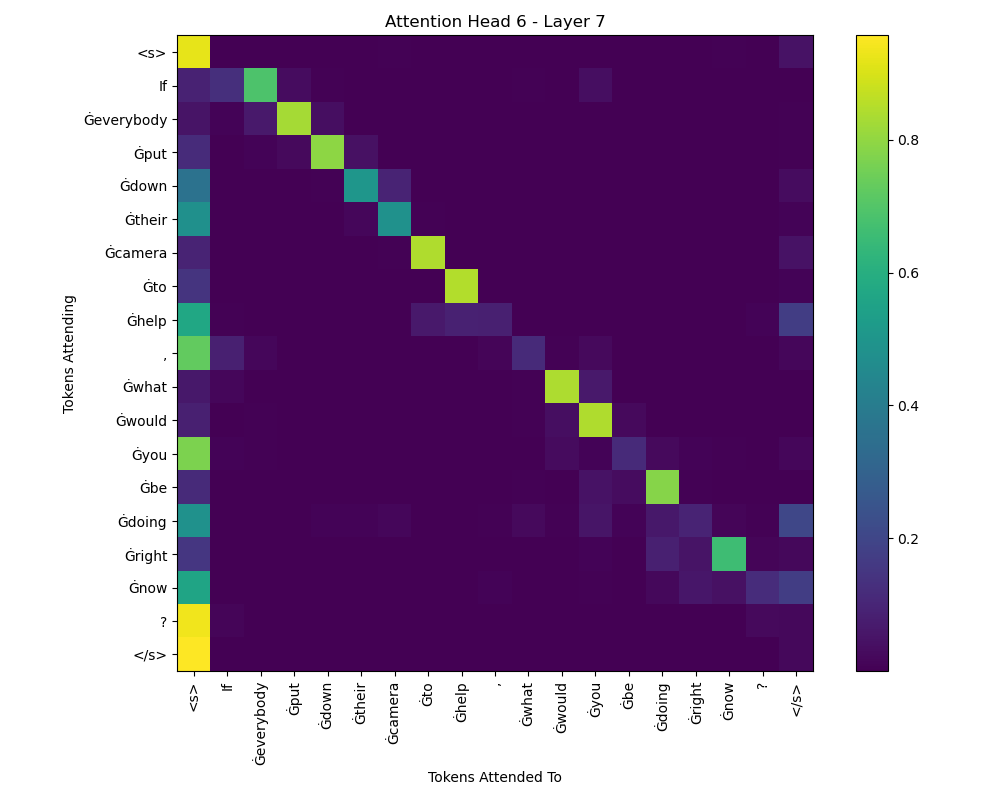 Attention Head 6 - Layer 7
<s>
If
Ġeverybody
Ġput
Ġdown
Ġtheir
Ġcamera
Ġto
Ġhelp
,
Ġwhat
Ġwould
Ġyou
Ġbe
Ġdoing
Ġright
Ġnow
?
</s>
Tokens Attending
<s>
If
Ġeverybody
Ġput
Ġdown
Ġtheir
Ġcamera
Ġto
Ġhelp
,
Ġwhat
Ġwould
Ġyou
Ġbe
Ġdoing
Ġright
Ġnow
?
</s>
Tokens Attended To
0.8
0.6
0.4
0.2